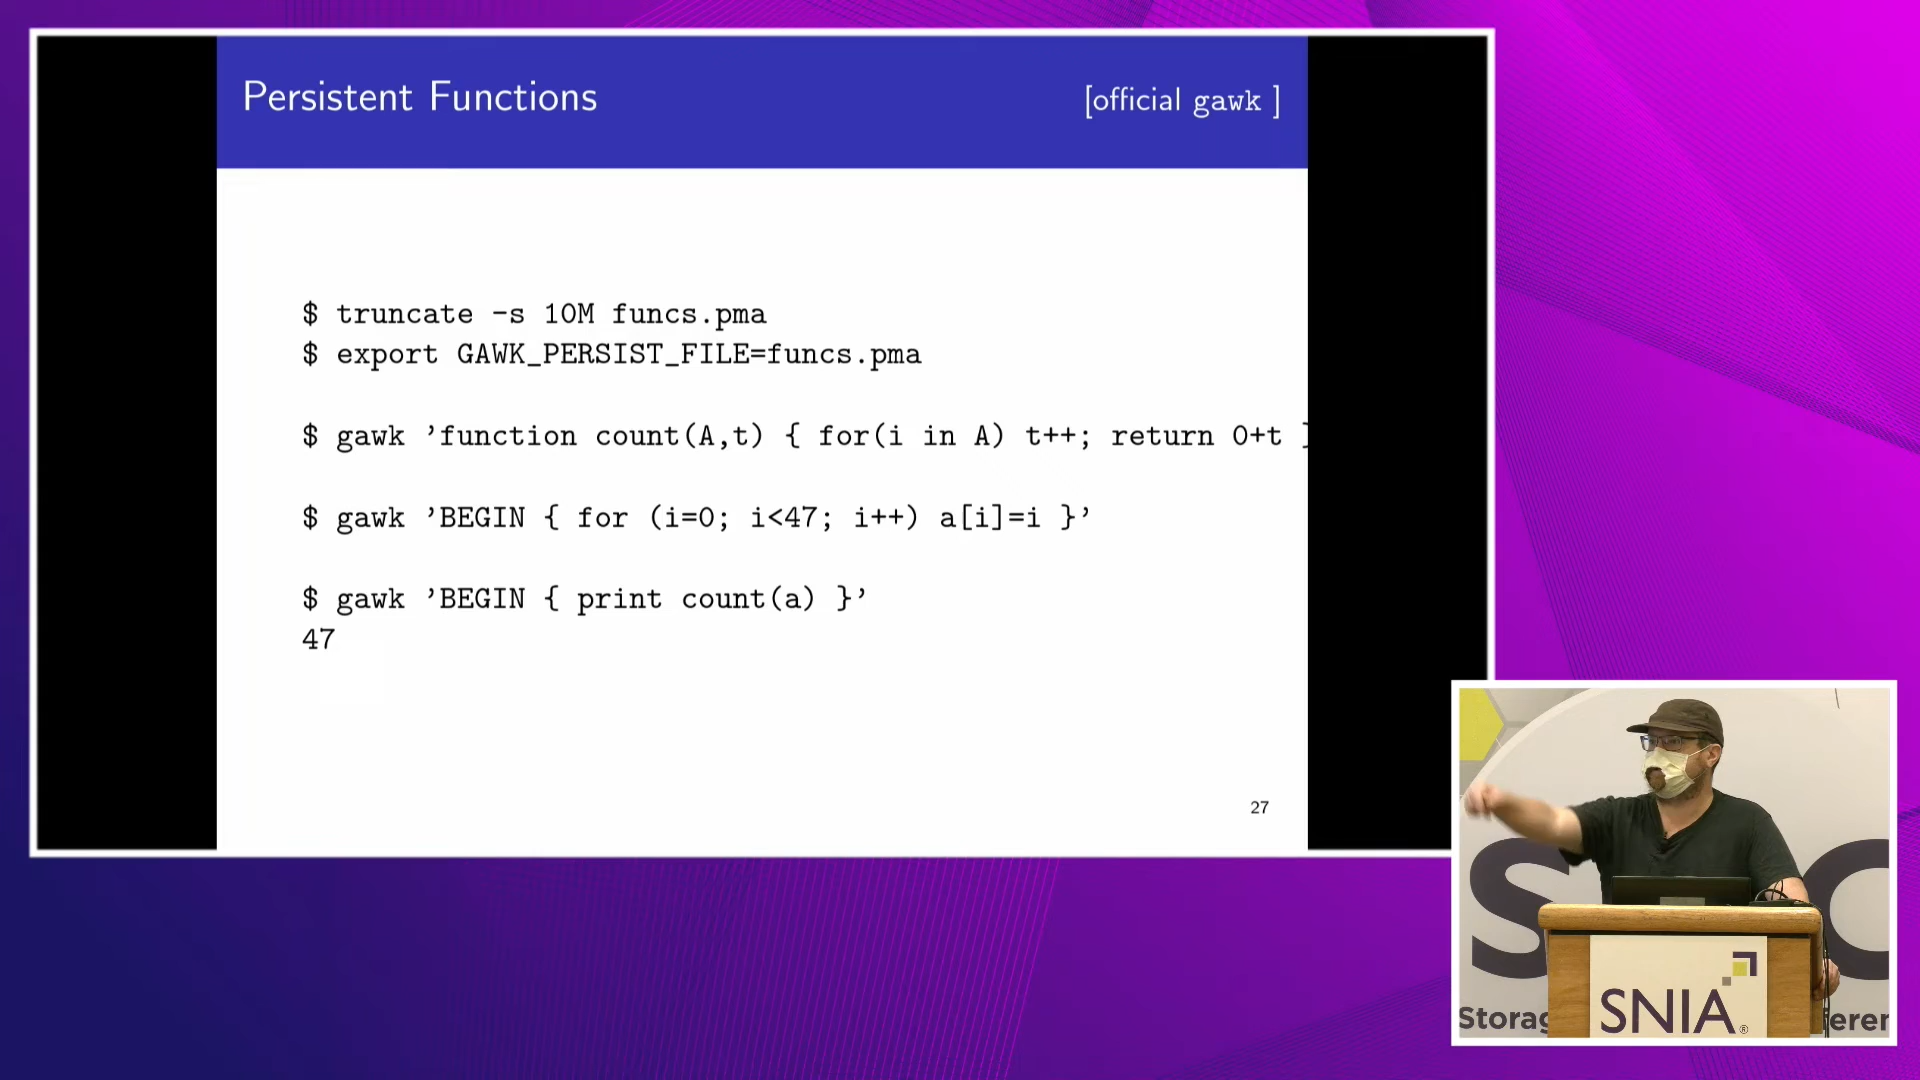 Persistent Functions
[official gawk ]
$ truncate -s 10M funcs.pma
$ export GAWK_PERSIST_FILE=funcs.pma
$ gawk ’function count(A,t) { for(i in A) t++; return 0+t }
$ gawk ’BEGIN { for (i=0; i<47; i++) a[i]=i }’
$ gawk ’BEGIN { print count(a) }’
47
27
SNIA®